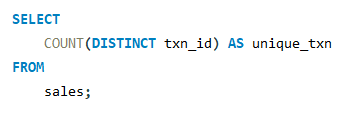 SELECT
    COUNT(DISTINCT txn_id) AS unique_txn
FROM
    sales;